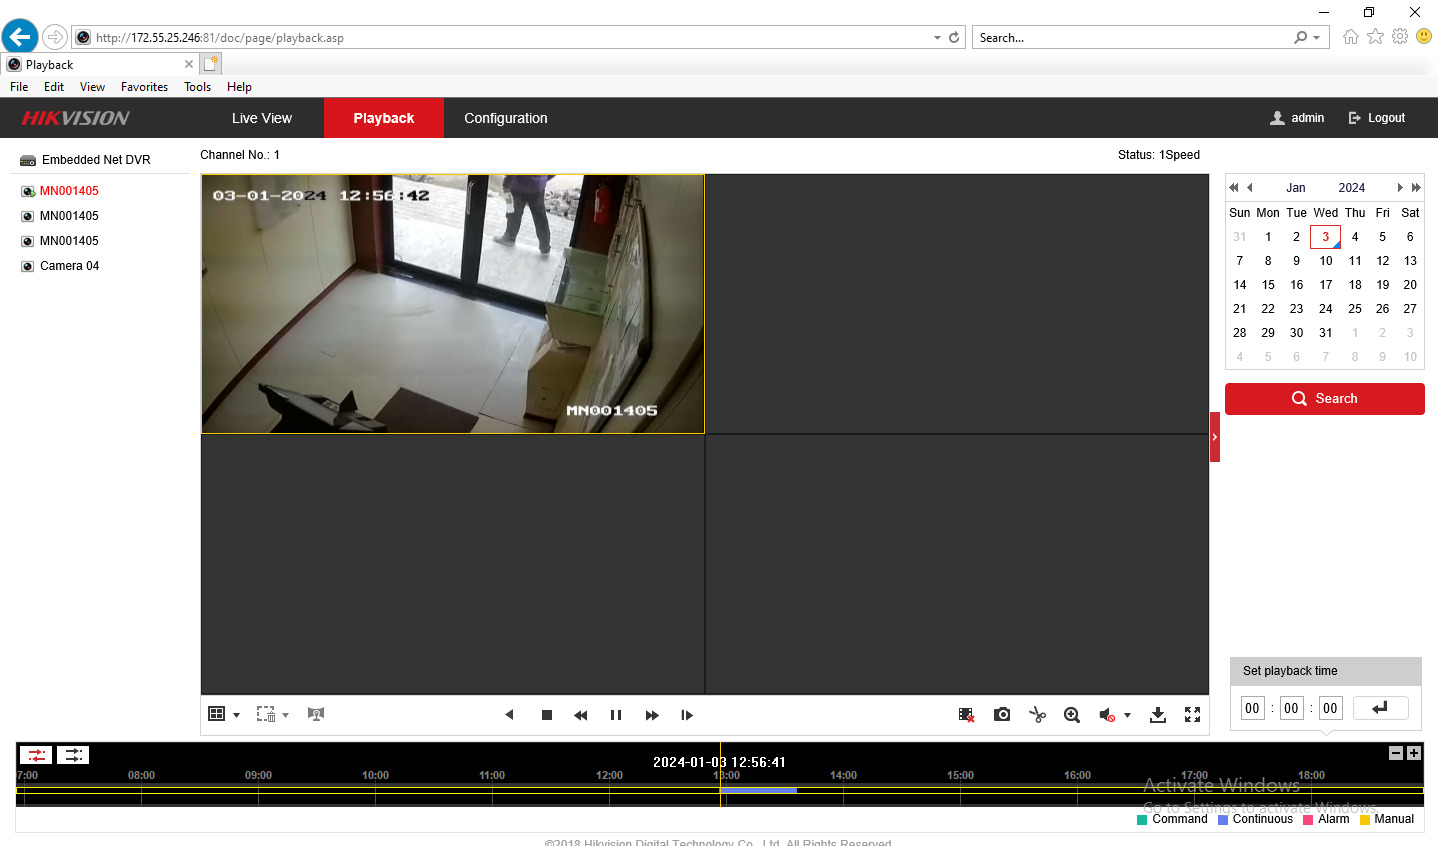 http://172.55.25.246:81/doc/page/playback.asp
Search...
Playback
File Edit View Favorites Tools Help
HIKVISION
Live View
Playback
Configuration
admin
Logout
Embedded Net DVR
MN001405
MN001405
MN001405
Camera 04
Channel No.: 1
Status: 1Speed
03-01-2024 12:56:42
MN001405
Jan 2024
Sun Mon Tue Wed Thu Fri Sat
31 1 2 3 4 5 6
7 8 9 10 11 12 13
14 15 16 17 18 19 20
21 22 23 24 25 26 27
28 29 30 31 1 2 3
4 5 6 7 8 9 10
Search
Set playback time
00 : 00 : 00
2024-01-03 12:56:41
7:00 08:00 09:00 10:00 11:00 12:00 13:00 14:00 15:00 16:00 17:00 18:00
Activate Windows
Go to Settings to activate Windows.
Command Continuous Alarm Manual
©2018 Hikvision Digital Technology Co., Ltd. All Rights Reserved.